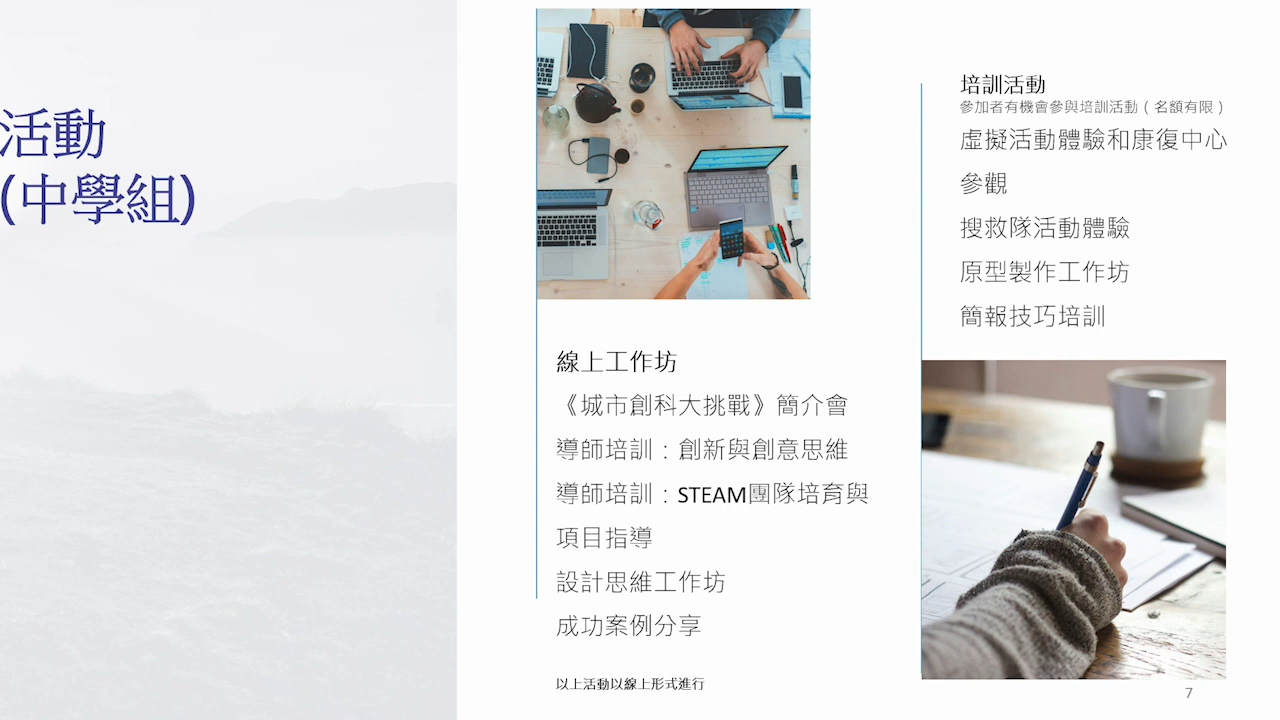 活動
(中學組)
線上工作坊
《城市創科大挑戰》簡介會
導師培訓：創新與創意思維
導師培訓：STEAM團隊培育與
項目指導
設計思維工作坊
成功案例分享
以上活動以線上形式進行
培訓活動
參加者有機會參與培訓活動（名額有限）
虛擬活動體驗和康復中心
參觀
搜救隊活動體驗
原型製作工作坊
簡報技巧培訓
7